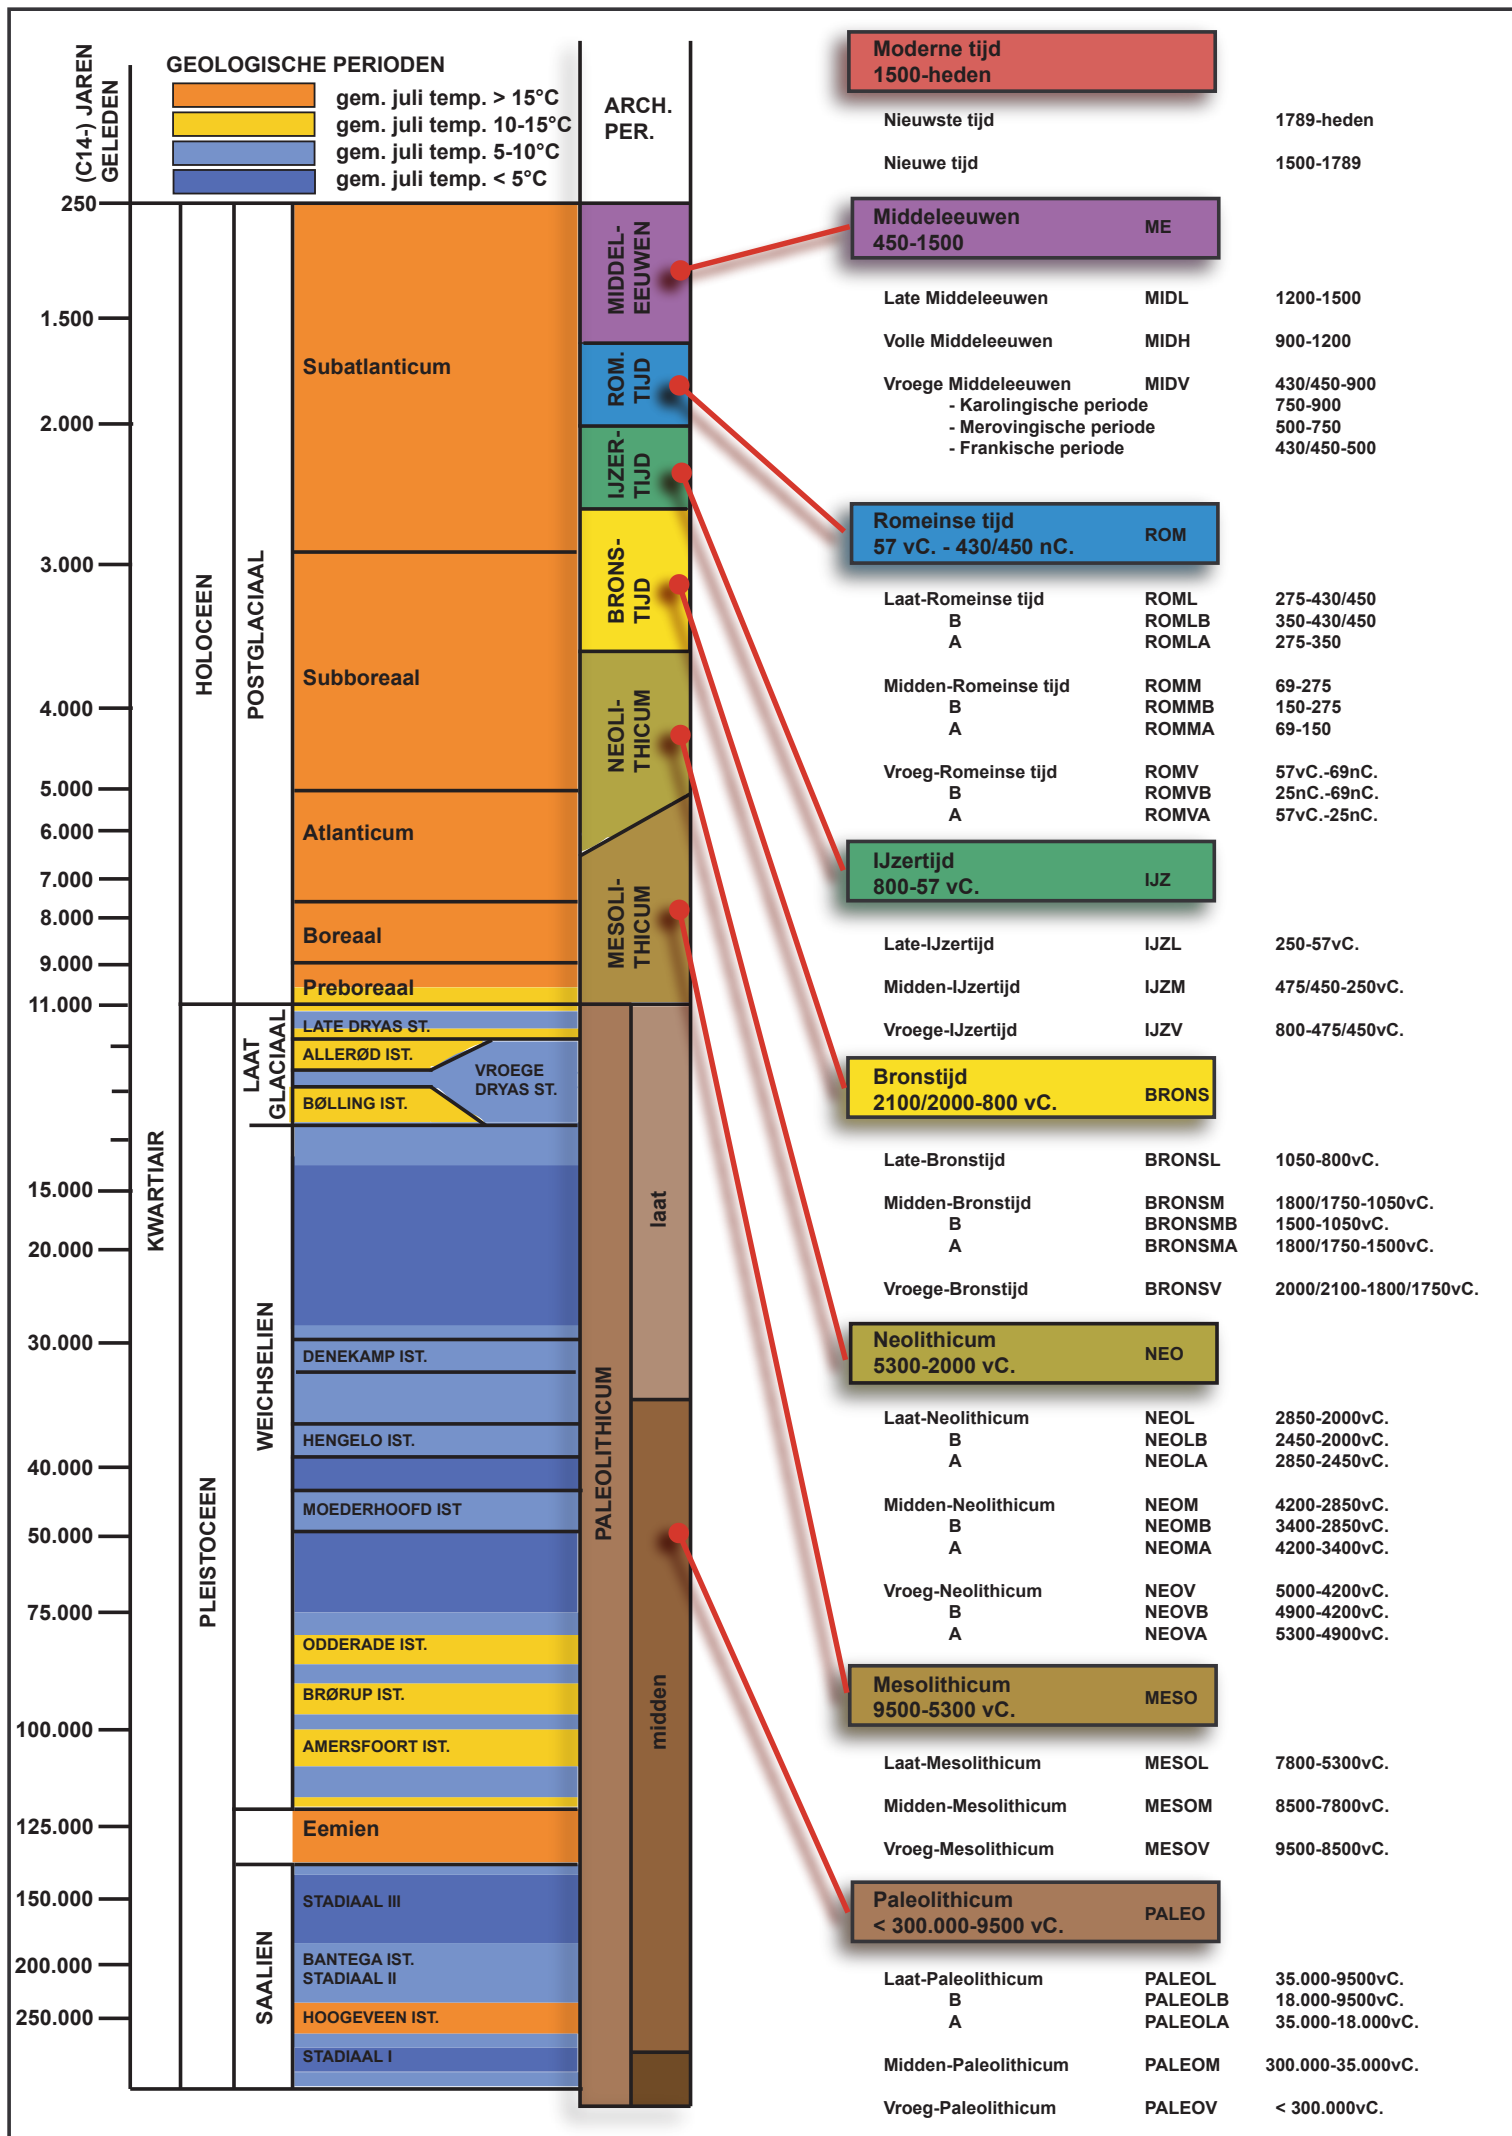 (C14-) JAREN
GELEDEN
GEOLOGISCHE PERIODEN
gem. juli temp. > 15°C
gem. juli temp. 10-15°C
gem. juli temp. 5-10°C
gem. juli temp. < 5°C
ARCH.
PER.
250
1.500
2.000
3.000
4.000
5.000
6.000
7.000
8.000
9.000
11.000
15.000
20.000
30.000
40.000
50.000
75.000
100.000
125.000
150.000
200.000
250.000
KWARTIAIR
HOLOCEEN
PLEISTOCEEN
POSTGLACIAAL
LAAT
GLACIAAL
WEICHSELIEN
SAALIEN
Subatlanticum
Subboreaal
Atlanticum
Boreaal
Preboreaal
LATE DRYAS ST.
ALLERØD IST.
VROEGE
DRYAS ST.
BØLLING IST.
DENEKAMP IST.
HENGELO IST.
MOEDERHOOFD IST
ODDERADE IST.
BRØRUP IST.
AMERSFOORT IST.
Eemien
STADIAAL III
BANTEGA IST.
STADIAAL II
HOOGEVEEN IST.
STADIAAL I
MIDDEL-
EEUWEN
ROM.
TIJD
IJZER-
TIJD
BRONS-
TIJD
NEOLI-
THICUM
MESOLI-
THICUM
PALEOLITHICUM
laat
midden
Moderne tijd
1500-heden
Nieuwste tijd 1789-heden
Nieuwe tijd 1500-1789
Middeleeuwen ME
450-1500
Late Middeleeuwen MIDL 1200-1500
Volle Middeleeuwen MIDH 900-1200
Vroege Middeleeuwen MIDV 430/450-900
- Karolingische periode 750-900
- Merovingische periode 500-750
- Frankische periode 430/450-500
Romeinse tijd ROM
57 vC. - 430/450 nC.
Laat-Romeinse tijd ROML 275-430/450
B ROMLB 350-430/450
A ROMLA 275-350
Midden-Romeinse tijd ROMM 69-275
B ROMMB 150-275
A ROMMA 69-150
Vroeg-Romeinse tijd ROMV 57vC.-69nC.
B ROMVB 25nC.-69nC.
A ROMVA 57vC.-25nC.
IJzertijd IJZ
800-57 vC.
Late-IJzertijd IJZL 250-57vC.
Midden-IJzertijd IJZM 475/450-250vC.
Vroege-IJzertijd IJZV 800-475/450vC.
Bronstijd BRONS
2100/2000-800 vC.
Late-Bronstijd BRONSL 1050-800vC.
Midden-Bronstijd BRONSM 1800/1750-1050vC.
B BRONSMB 1500-1050vC.
A BRONSMA 1800/1750-1500vC.
Vroege-Bronstijd BRONSV 2000/2100-1800/1750vC.
Neolithicum NEO
5300-2000 vC.
Laat-Neolithicum NEOL 2850-2000vC.
B NEOLB 2450-2000vC.
A NEOLA 2850-2450vC.
Midden-Neolithicum NEOM 4200-2850vC.
B NEOMB 3400-2850vC.
A NEOMA 4200-3400vC.
Vroeg-Neolithicum NEOV 5000-4200vC.
B NEOVB 4900-4200vC.
A NEOVA 5300-4900vC.
Mesolithicum MESO
9500-5300 vC.
Laat-Mesolithicum MESOL 7800-5300vC.
Midden-Mesolithicum MESOM 8500-7800vC.
Vroeg-Mesolithicum MESOV 9500-8500vC.
Paleolithicum PALEO
< 300.000-9500 vC.
Laat-Paleolithicum PALEOL 35.000-9500vC.
B PALEOLB 18.000-9500vC.
A PALEOLA 35.000-18.000vC.
Midden-Paleolithicum PALEOM 300.000-35.000vC.
Vroeg-Paleolithicum PALEOV < 300.000vC.